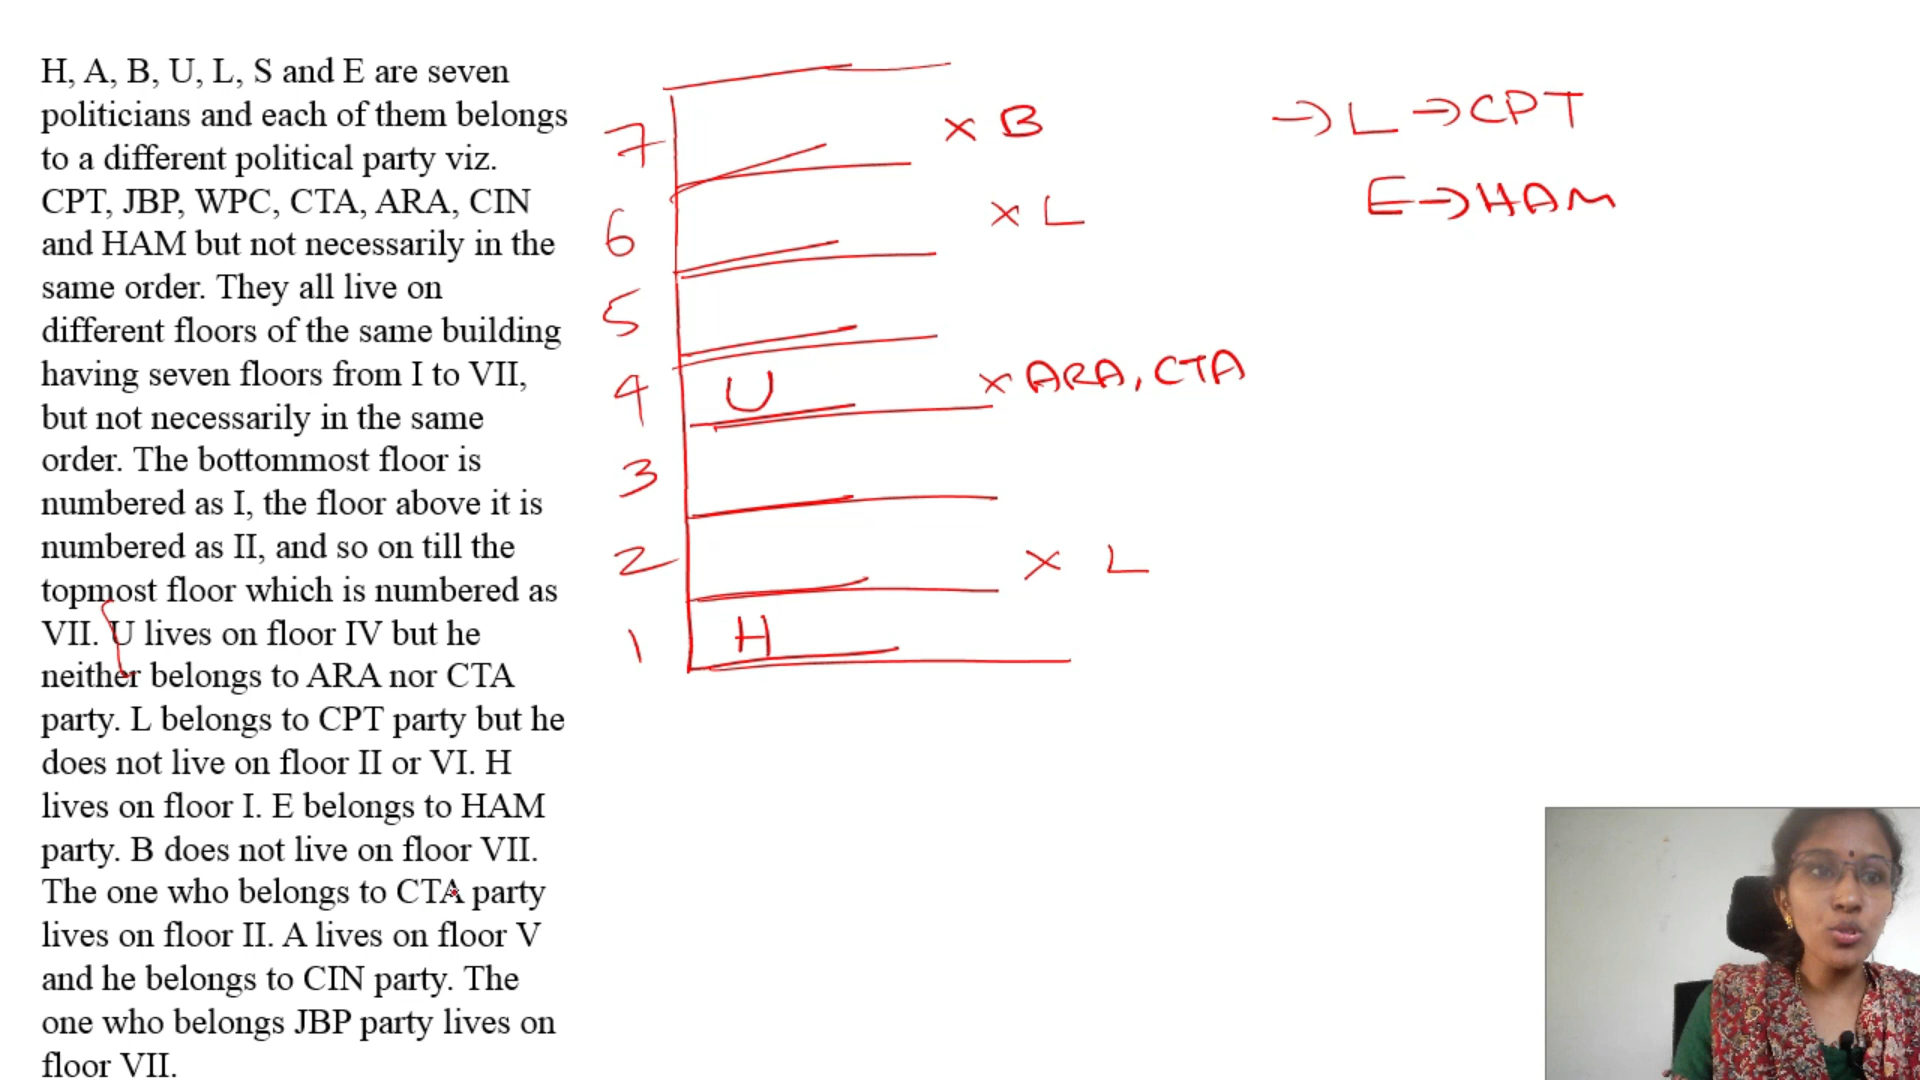 H, A, B, U, L, S and E are seven
politicians and each of them belongs
to a different political party viz.
CPT, JBP, WPC, CTA, ARA, CIN
and HAM but not necessarily in the
same order. They all live on
different floors of the same building
having seven floors from I to VII,
but not necessarily in the same
order. The bottommost floor is
numbered as I, the floor above it is
numbered as II, and so on till the
topmost floor which is numbered as
VII. U lives on floor IV but he
neither belongs to ARA nor CTA
party. L belongs to CPT party but he
does not live on floor II or VI. H
lives on floor I. E belongs to HAM
party. B does not live on floor VII.
The one who belongs to CTA party
lives on floor II. A lives on floor V
and he belongs to CIN party. The
one who belongs JBP party lives on
floor VII.
7 × B
6 × L
5
4 U × ARA, CTA
3
2 × L
1 H
→ L → CPT
E → HAM